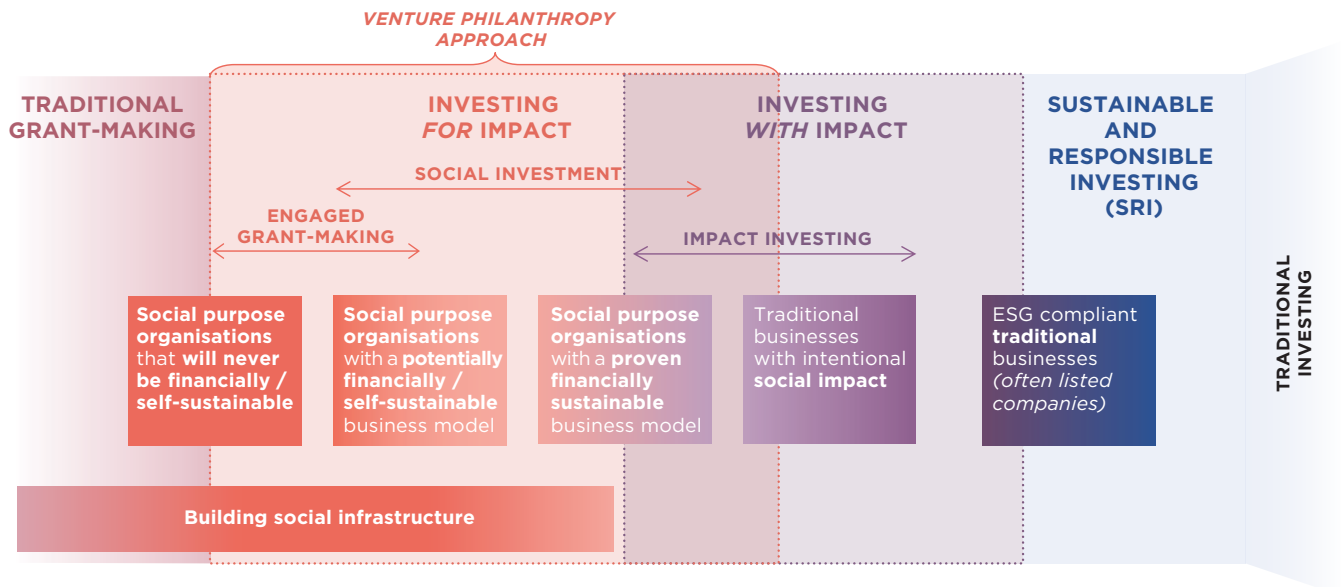 VENTURE PHILANTHROPY
APPROACH
TRADITIONAL
GRANT-MAKING
INVESTING
FOR IMPACT
INVESTING
WITH IMPACT
SUSTAINABLE
AND
RESPONSIBLE
INVESTING
(SRI)
SOCIAL INVESTMENT
ENGAGED
GRANT-MAKING
IMPACT INVESTING
TRADITIONAL
INVESTING
Social purpose
organisations
that will never
be financially /
self-sustainable
Social purpose
organisations
with a potentially
financially /
self-sustainable
business model
Social purpose
organisations
with a proven
financially
sustainable
business model
Traditional
businesses
with intentional
social impact
ESG compliant
traditional
businesses
(often listed
companies)
Building social infrastructure